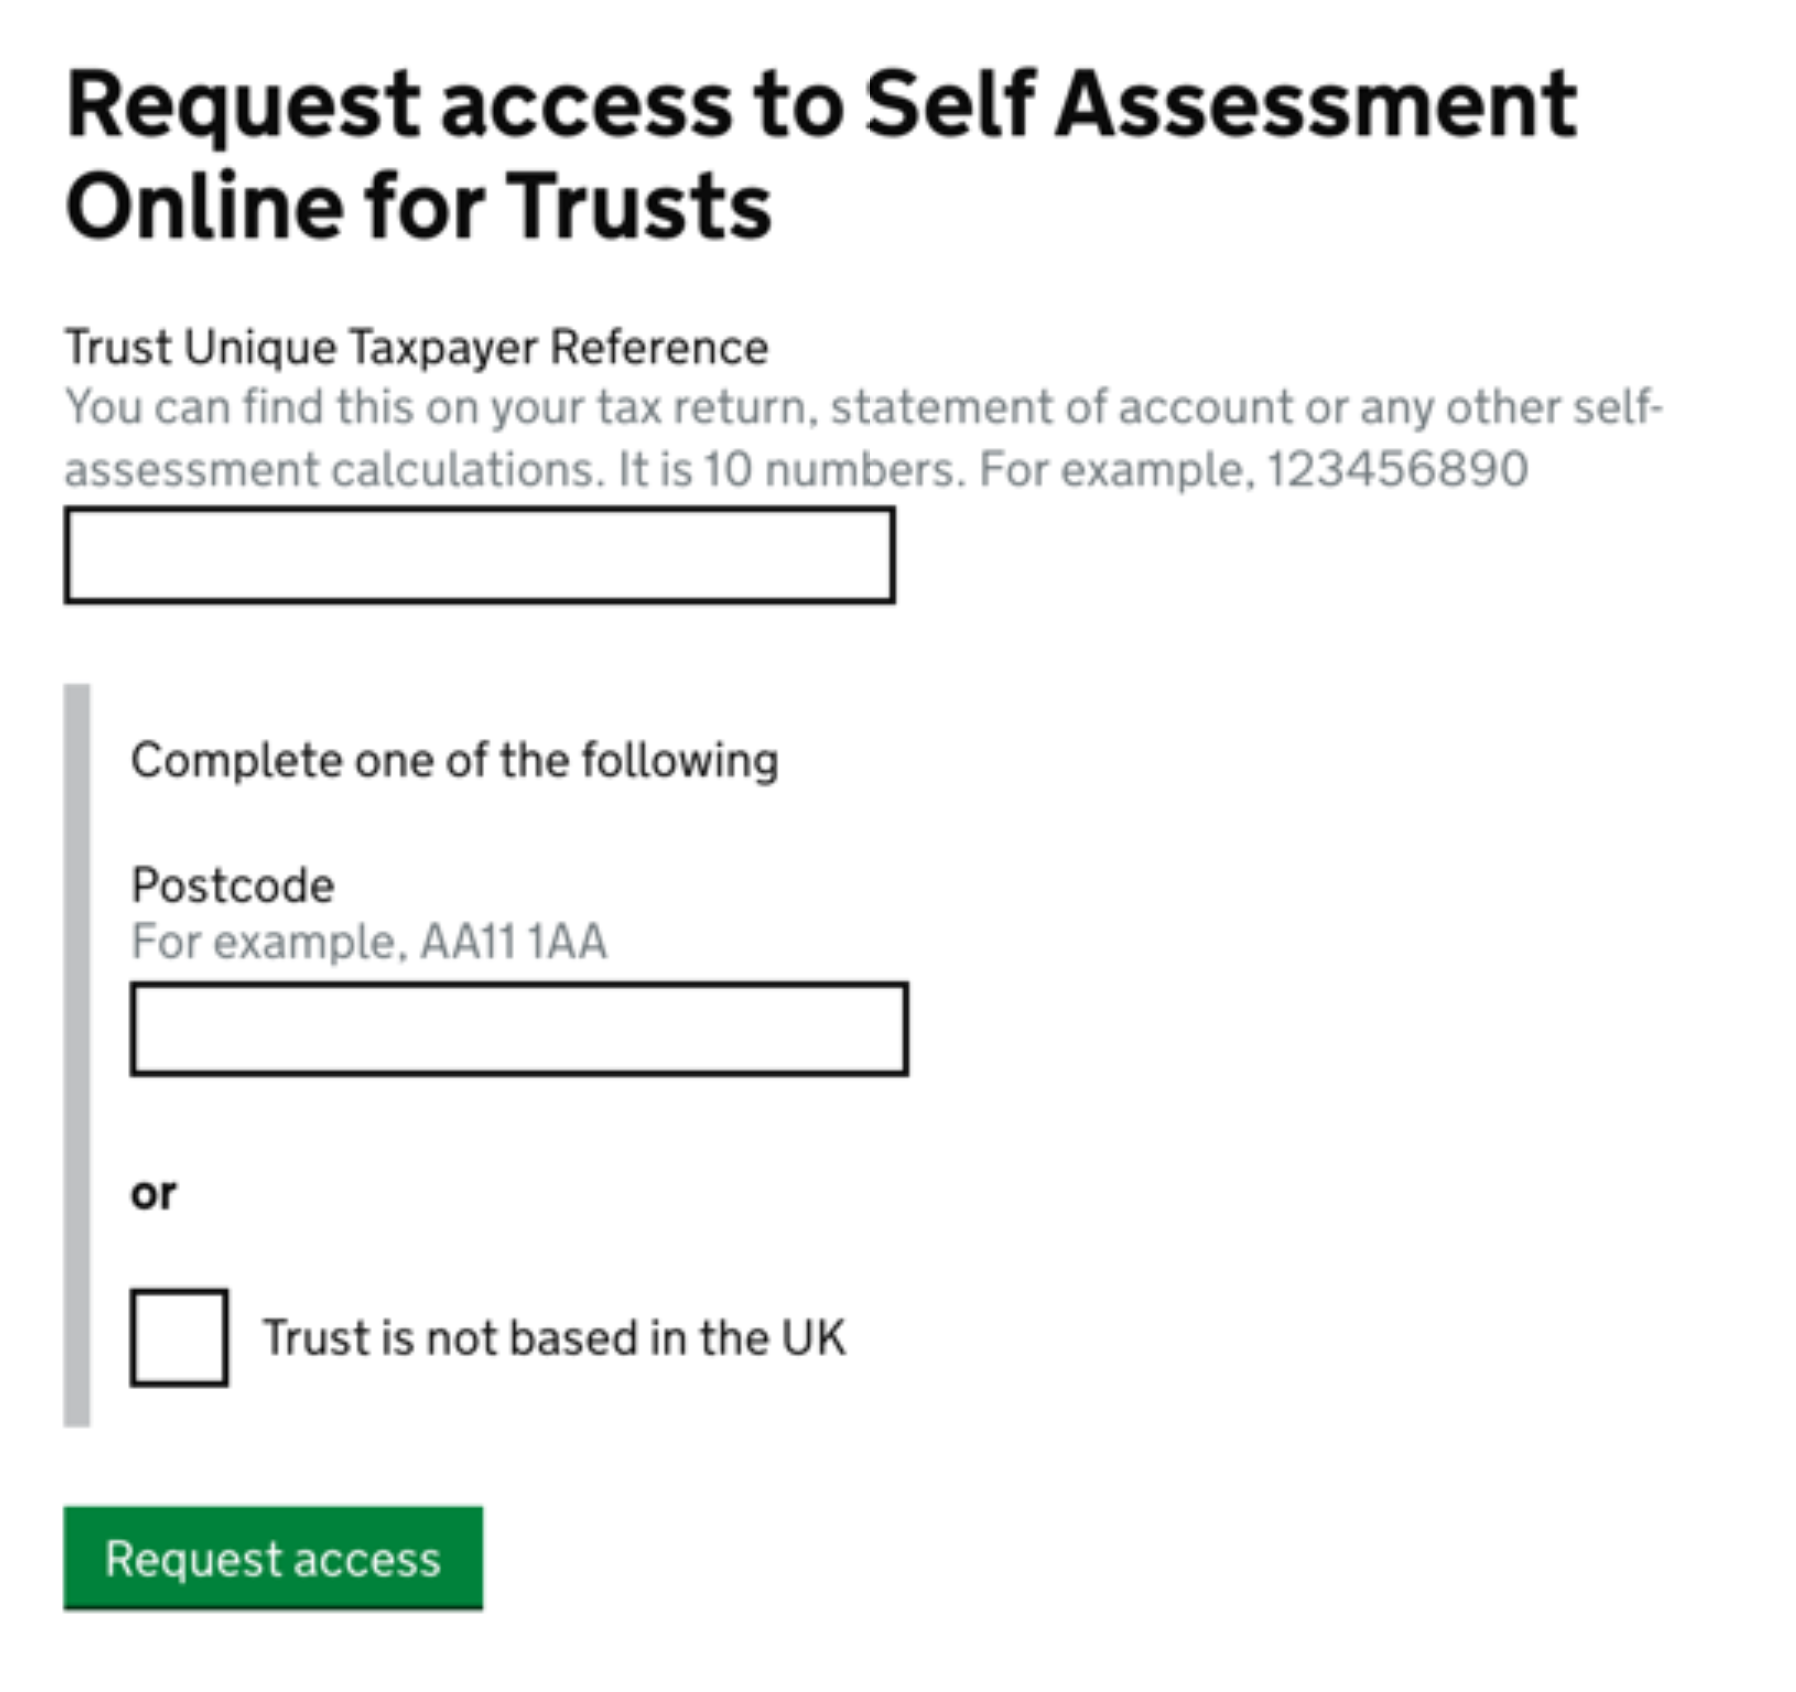 Request access to Self Assessment
Online for Trusts
Trust Unique Taxpayer Reference
You can find this on your tax return, statement of account or any other self-
assessment calculations. It is 10 numbers. For example, 123456890
Complete one of the following
Postcode
For example, AA11 1AA
or
Trust is not based in the UK
Request access